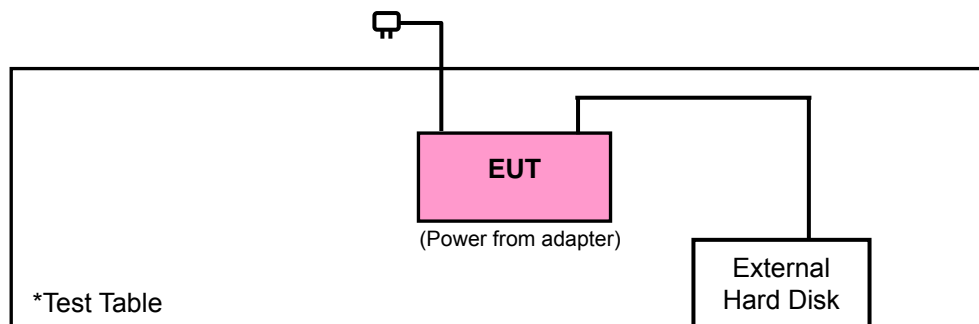 EUT
(Power from adapter)
External
Hard Disk
*Test Table